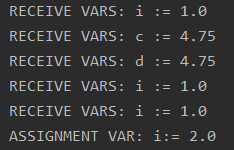 RECEIVE VARS: i := 1.0
RECEIVE VARS: c := 4.75
RECEIVE VARS: d := 4.75
RECEIVE VARS: i := 1.0
RECEIVE VARS: i := 1.0
ASSIGNMENT VAR: i:= 2.0